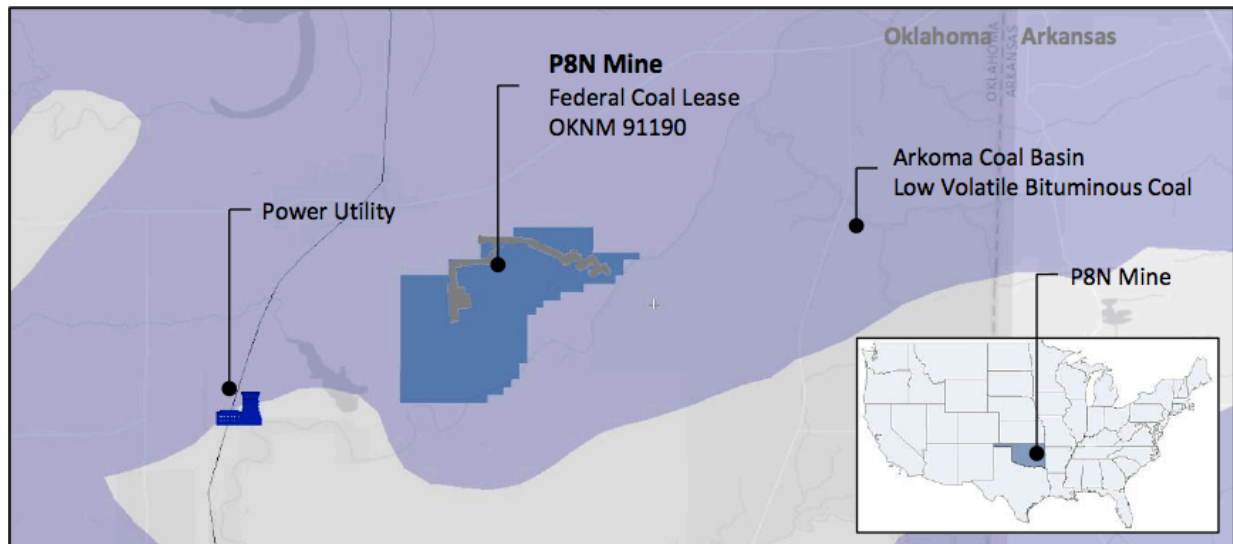 Oklahoma Arkansas
OKLAHOMA
ARKANSAS
P8N Mine
Federal Coal Lease
OKNM 91190
Arkoma Coal Basin
Low Volatile Bituminous Coal
Power Utility
P8N Mine